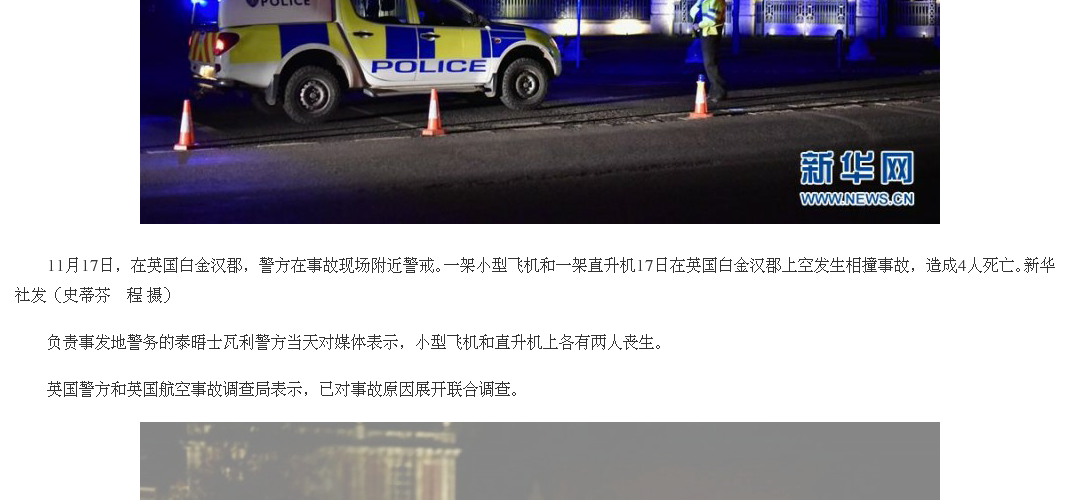 POLICE
POLICE
新华网
WWW.NEWS.CN
11月17日，在英国白金汉郡，警方在事故现场附近警戒。一架小型飞机和一架直升机17日在英国白金汉郡上空发生相撞事故，造成4人死亡。新华
社发（史蒂芬　程 摄）
负责事发地警务的泰晤士瓦利警方当天对媒体表示，小型飞机和直升机上各有两人丧生。
英国警方和英国航空事故调查局表示，已对事故原因展开联合调查。